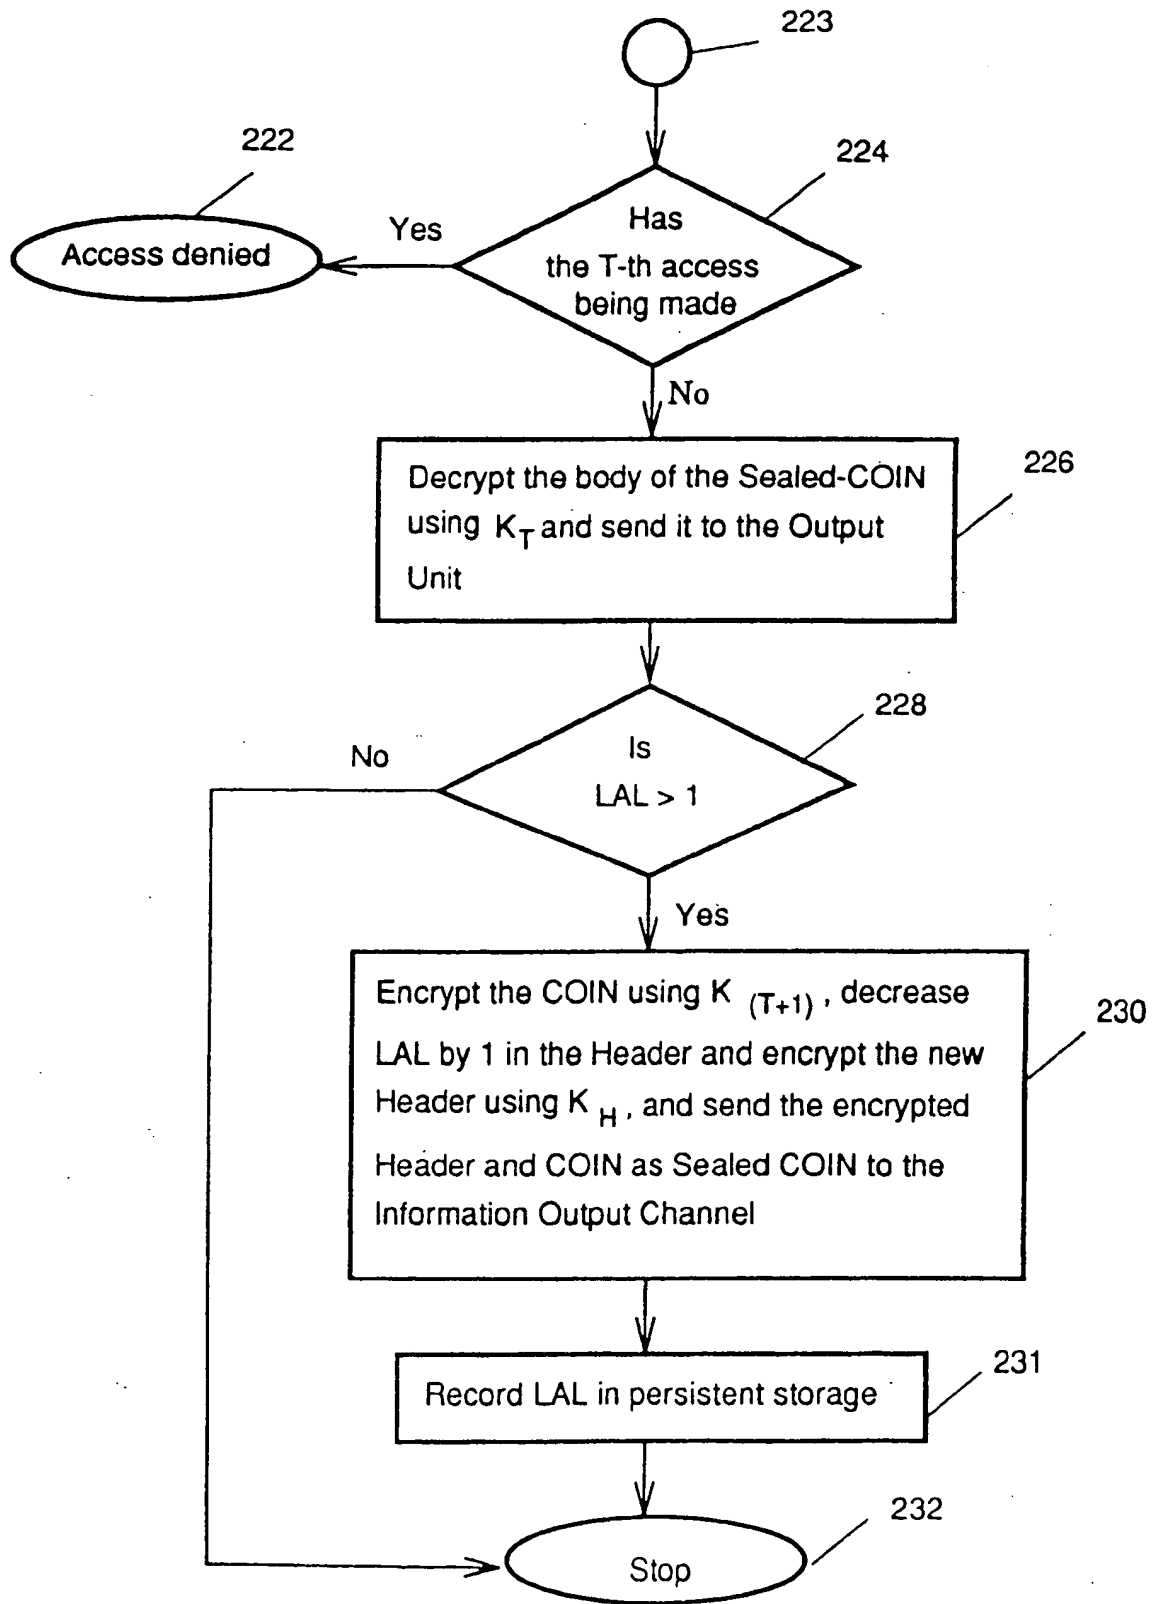 223
222
224
Access denied
Yes
Has
the T-th access
being made
No
Decrypt the body of the Sealed-COIN
using KT and send it to the Output
Unit
226
228
Is
LAL > 1
No
Yes
Encrypt the COIN using K (T+1), decrease
LAL by 1 in the Header and encrypt the new
Header using K H, and send the encrypted
Header and COIN as Sealed COIN to the
Information Output Channel
230
231
Record LAL in persistent storage
232
Stop